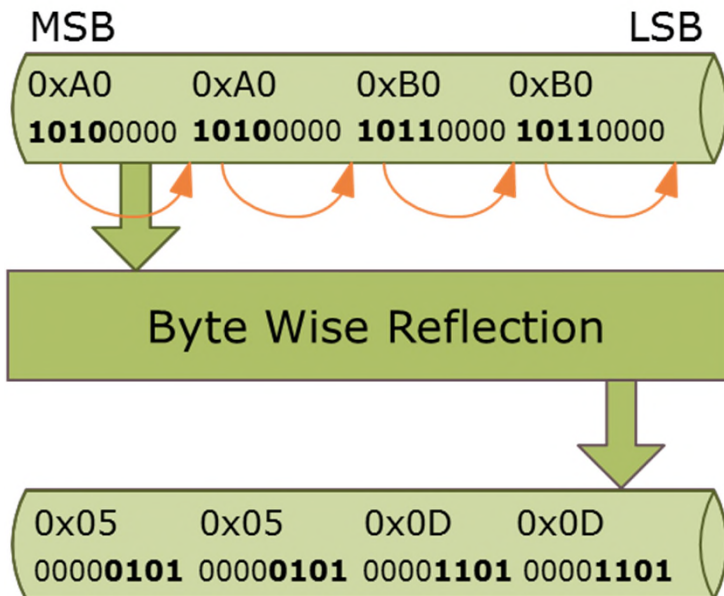 MSB LSB
0xA0 0xA0 0xB0 0xB0
10100000 10100000 10110000 10110000
Byte Wise Reflection
0x05 0x05 0x0D 0x0D
00000101 00000101 00001101 00001101